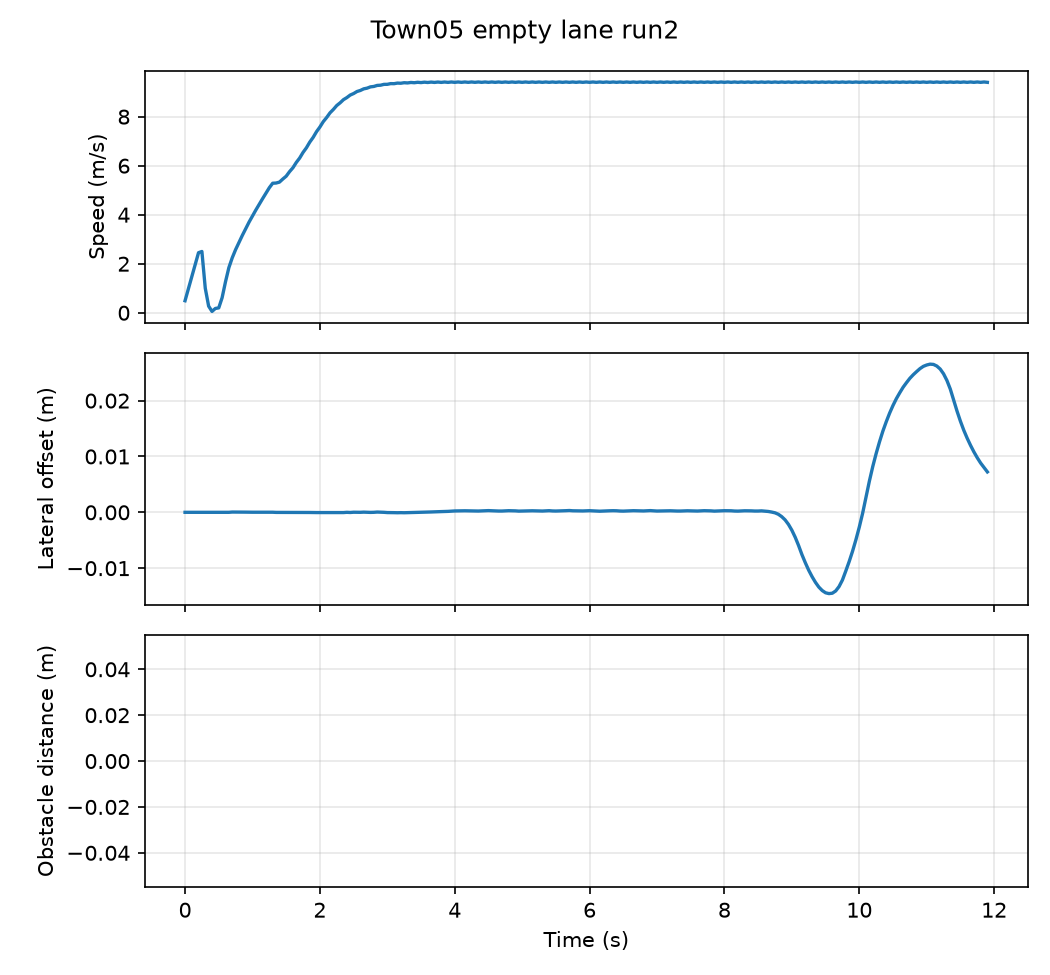 Town05 empty lane run2
Speed (m/s)
8
6
4
2
0
Lateral offset (m)
0.02
0.01
0.00
−0.01
Obstacle distance (m)
0.04
0.02
0.00
−0.02
−0.04
0 2 4 6 8 10 12
Time (s)